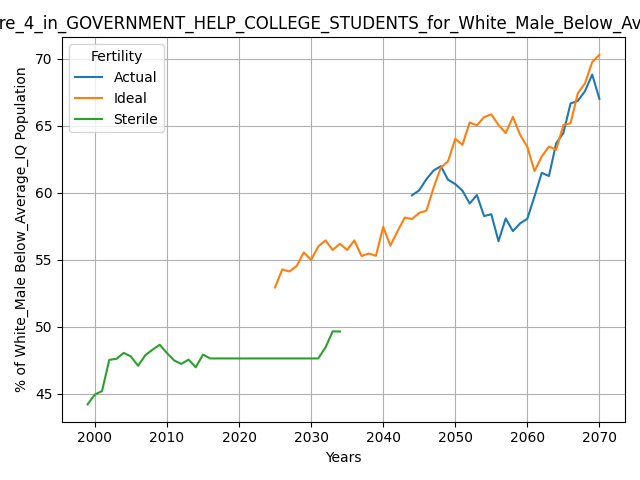 re_4_in_GOVERNMENT_HELP_COLLEGE_STUDENTS_for_White_Male_Below_Ave
Fertility
Actual
Ideal
Sterile
% of White_Male Below_Average_IQ Population
70
65
60
55
50
45
2000
2010
2020
2030
2040
2050
2060
2070
Years